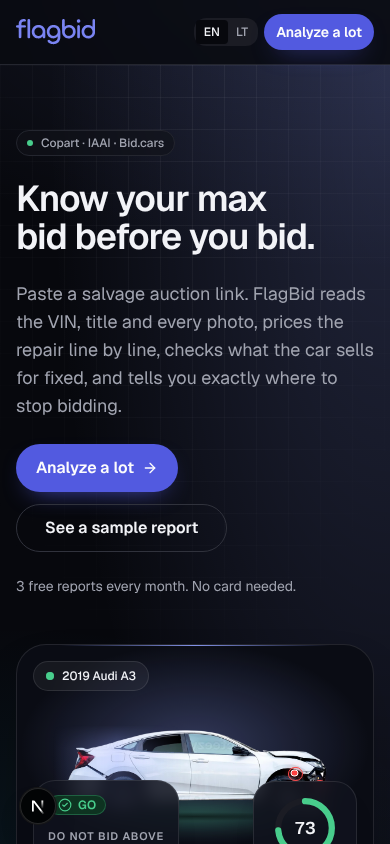 flagbid
EN LT
Analyze a lot
Copart · IAAI · Bid.cars
Know your max
bid before you bid.
Paste a salvage auction link. FlagBid reads
the VIN, title and every photo, prices the
repair line by line, checks what the car sells
for fixed, and tells you exactly where to
stop bidding.
Analyze a lot →
See a sample report
3 free reports every month. No card needed.
2019 Audi A3
N
GO
DO NOT BID ABOVE
73